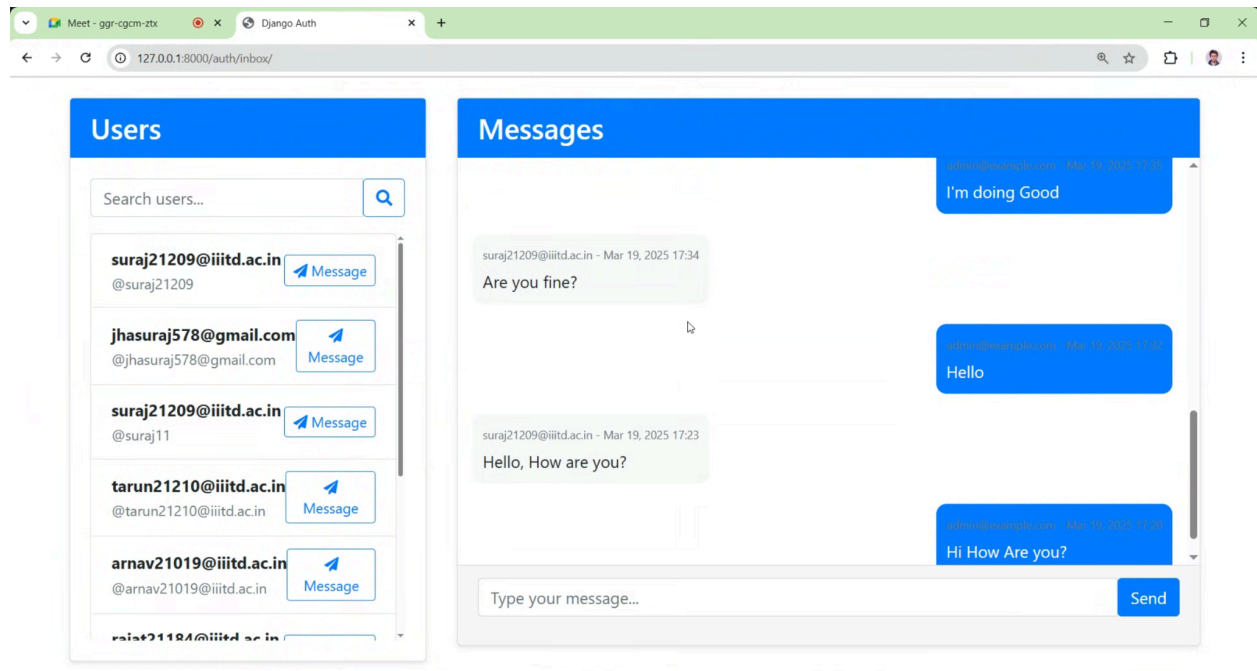 Meet - ggr-cgcm-ztx
Django Auth
127.0.0.1:8000/auth/inbox/
Users
Search users...
suraj21209@iiitd.ac.in
@suraj21209
Message
jhasuraj578@gmail.com
@jhasuraj578@gmail.com
Message
suraj21209@iiitd.ac.in
@suraj11
Message
tarun21210@iiitd.ac.in
@tarun21210@iiitd.ac.in
Message
arnav21019@iiitd.ac.in
@arnav21019@iiitd.ac.in
Message
rajat21184@iiitd.ac.in
Messages
admin@example.com - Mar 19, 2025 17:35
I'm doing Good
suraj21209@iiitd.ac.in - Mar 19, 2025 17:34
Are you fine?
admin@example.com - Mar 19, 2025 17:32
Hello
suraj21209@iiitd.ac.in - Mar 19, 2025 17:23
Hello, How are you?
admin@example.com - Mar 19, 2025 17:20
Hi How Are you?
Type your message...
Send